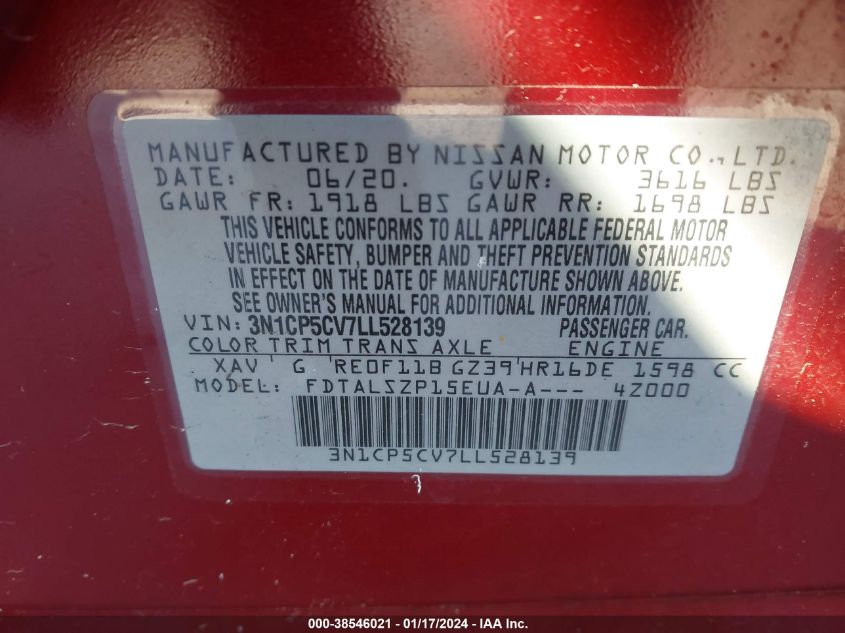 MANUFACTURED BY NISSAN MOTOR CO., LTD.
DATE: 06/20. GVWR: 3616 LBS
GAWR FR: 1918 LBS GAWR RR: 1698 LBS
THIS VEHICLE CONFORMS TO ALL APPLICABLE FEDERAL MOTOR
VEHICLE SAFETY, BUMPER AND THEFT PREVENTION STANDARDS
IN EFFECT ON THE DATE OF MANUFACTURE SHOWN ABOVE.
SEE OWNER'S MANUAL FOR ADDITIONAL INFORMATION.
VIN: 3N1CP5CV7LL528139 PASSENGER CAR.
COLOR TRIM TRANS AXLE ENGINE
XAV G RE0F11B GZ39 HR16DE 1598 CC
MODEL: FDTALSZP15EUA-A--- 4Z000
3N1CP5CV7LL528139
000-38546021 - 01/17/2024 - IAA Inc.